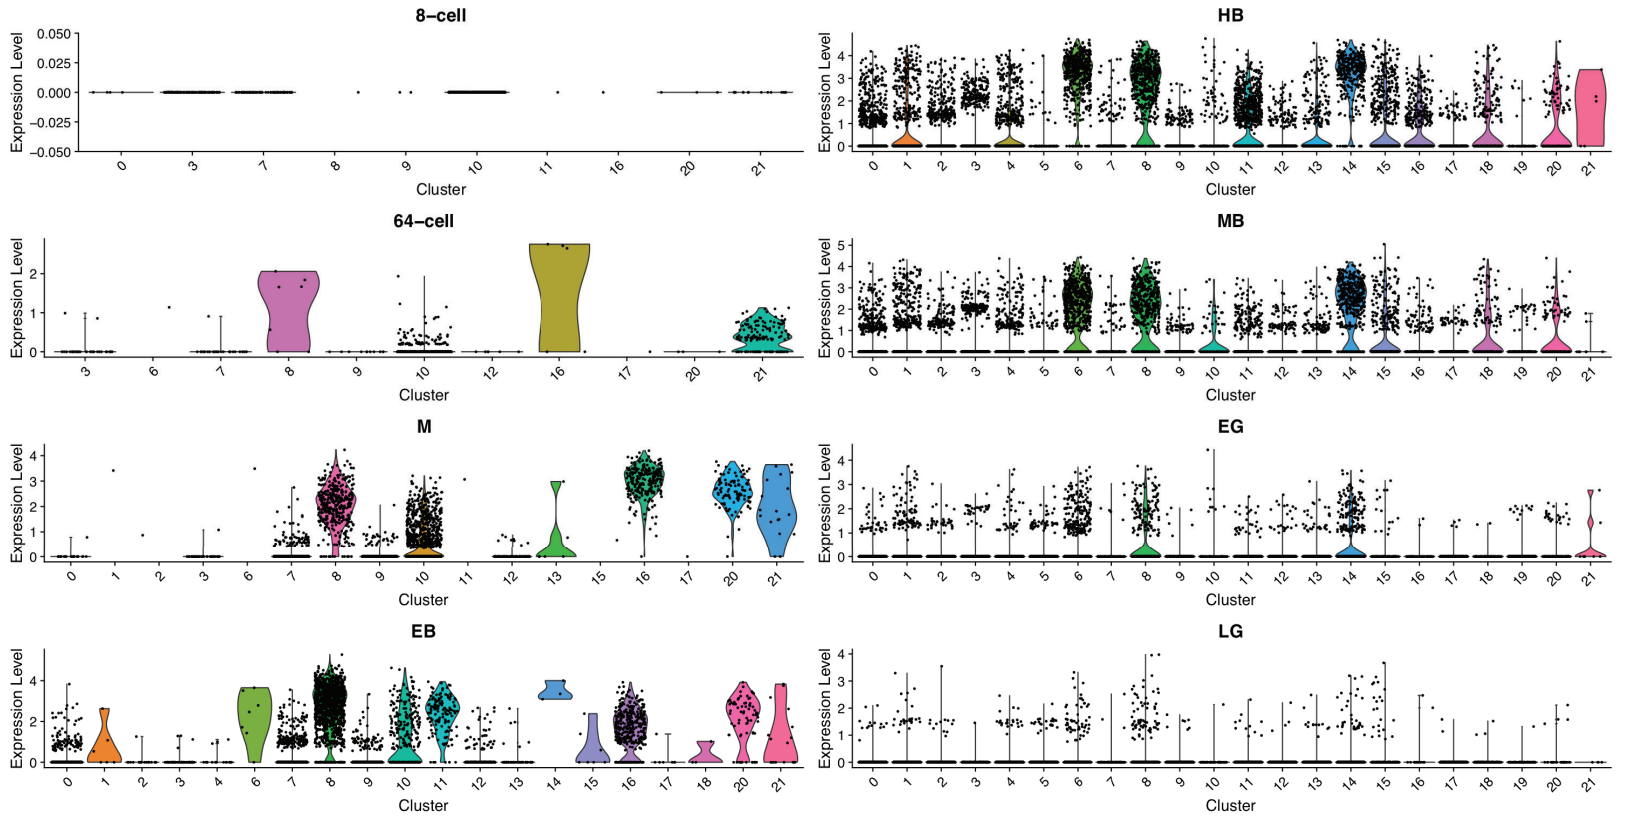 8−cell
Expression Level
0.050
0.025
0.000
−0.025
−0.050
0 3 7 8 9 10 11 16 20 21
Cluster
64−cell
Expression Level
2
1
0
3 6 7 8 9 10 12 16 17 20 21
Cluster
M
Expression Level
4
3
2
1
0
0 1 2 3 6 7 8 9 10 11 12 13 15 16 17 20 21
Cluster
EB
Expression Level
4
2
0
0 1 2 3 4 6 7 8 9 10 11 12 13 14 15 16 17 18 20 21
Cluster
HB
Expression Level
4
3
2
1
0
0 1 2 3 4 5 6 7 8 9 10 11 12 13 14 15 16 17 18 19 20 21
Cluster
MB
Expression Level
5
4
3
2
1
0
0 1 2 3 4 5 6 7 8 9 10 11 12 13 14 15 16 17 18 19 20 21
Cluster
EG
Expression Level
4
3
2
1
0
0 1 2 3 4 5 6 7 8 9 10 11 12 13 14 15 16 17 18 19 20 21
Cluster
LG
Expression Level
4
3
2
1
0
0 1 2 3 4 5 6 7 8 9 10 11 12 13 14 15 16 17 18 19 20 21
Cluster